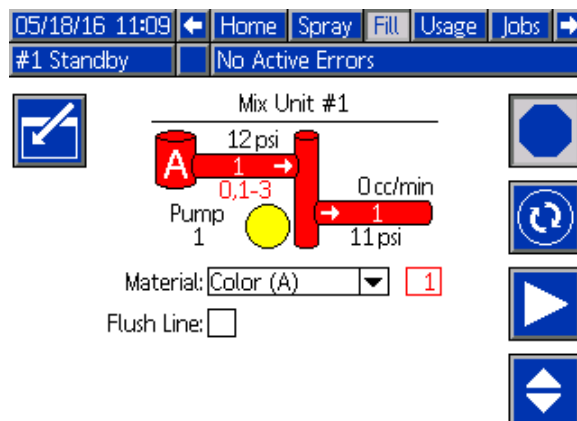 05/18/16 11:09 Home Spray Fill Usage Jobs
#1 Standby No Active Errors
Mix Unit #1
12 psi
A
1
0,1-3
0 cc/min
Pump
1
1
11 psi
Material: Color (A) 1
Flush Line: